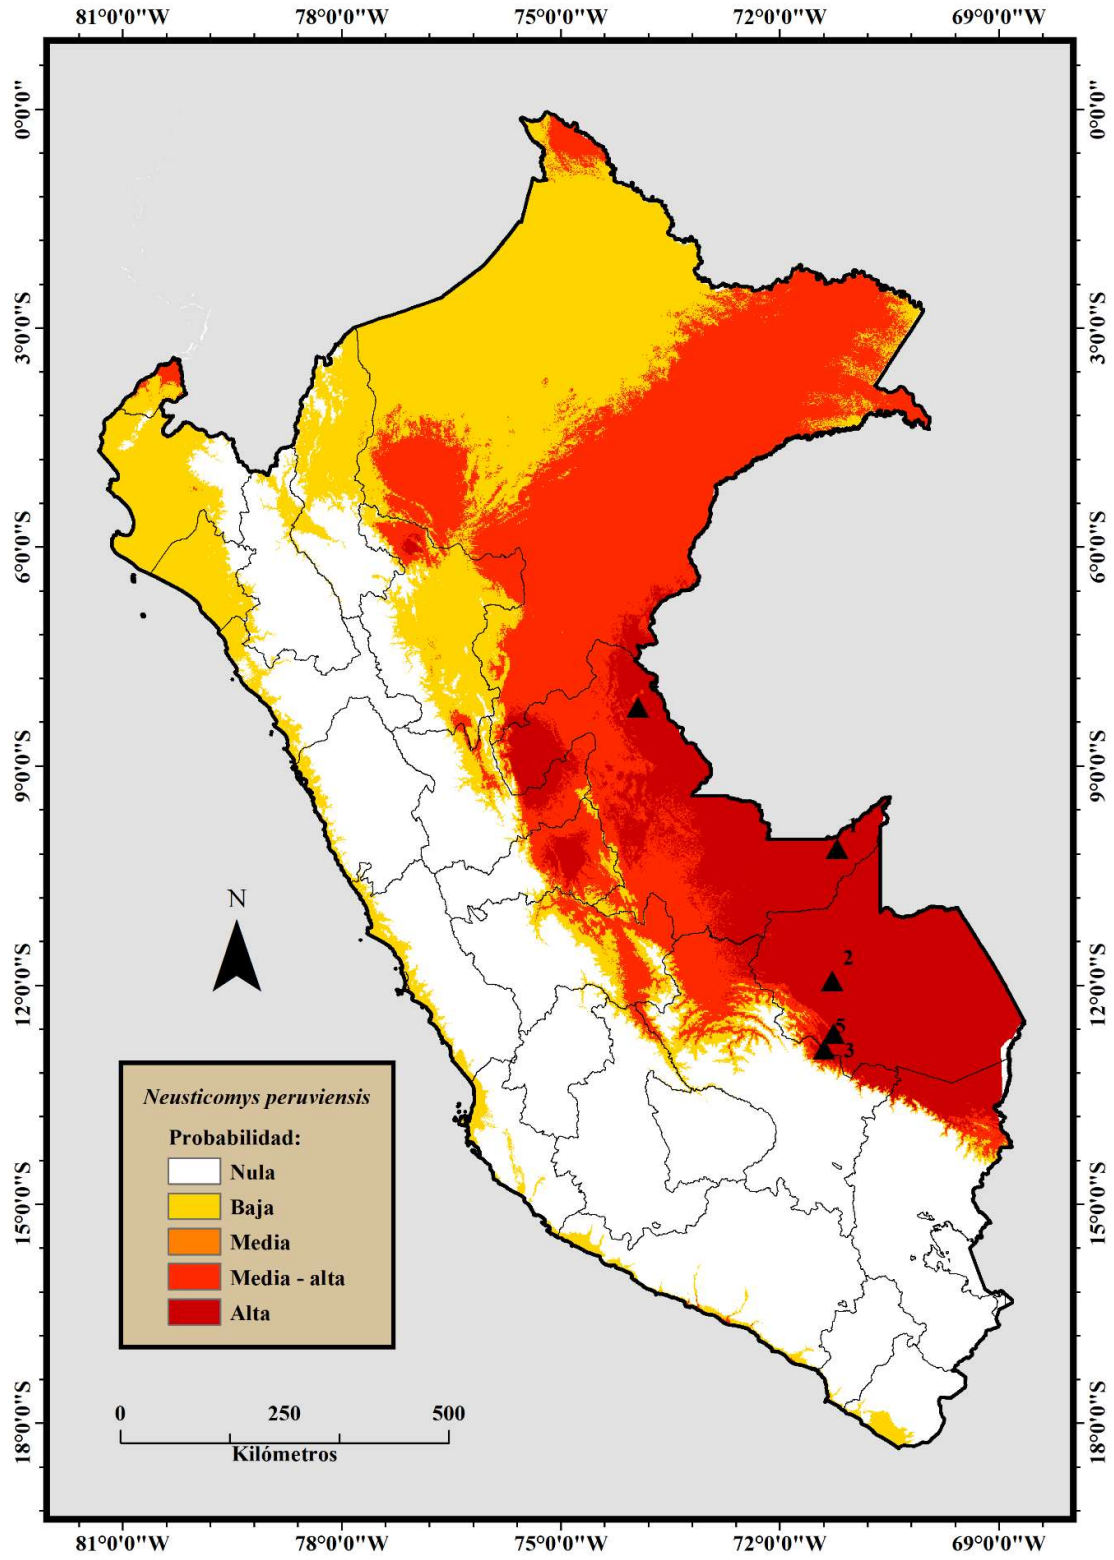 81°0'0"W 78°0'0"W 75°0'0"W 72°0'0"W 69°0'0"W
0°0'0" 0°0'0"
3°0'0"S 3°0'0"S
6°0'0"S 6°0'0"S
9°0'0"S 9°0'0"S
1
N
2
12°0'0"S 12°0'0"S
5
3
Neusticomys peruviensis
Probabilidad:
Nula
Baja
Media
Media - alta
Alta
15°0'0"S 15°0'0"S
0 250 500
Kilómetros
18°0'0"S 18°0'0"S
81°0'0"W 78°0'0"W 75°0'0"W 72°0'0"W 69°0'0"W